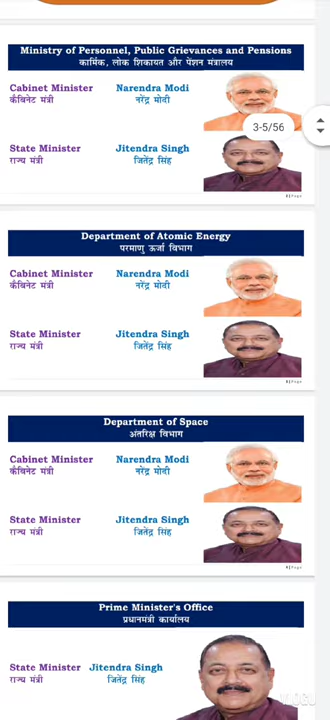 Ministry of Personnel, Public Grievances and Pensions
कार्मिक, लोक शिकायत और पेंशन मंत्रालय
Cabinet Minister Narendra Modi
कैबिनेट मंत्री नरेंद्र मोदी
3-5/56
State Minister Jitendra Singh
राज्य मंत्री जितेंद्र सिंह
Department of Atomic Energy
परमाणु ऊर्जा विभाग
Cabinet Minister Narendra Modi
कैबिनेट मंत्री नरेंद्र मोदी
State Minister Jitendra Singh
राज्य मंत्री जितेंद्र सिंह
Department of Space
अंतरिक्ष विभाग
Cabinet Minister Narendra Modi
कैबिनेट मंत्री नरेंद्र मोदी
State Minister Jitendra Singh
राज्य मंत्री जितेंद्र सिंह
Prime Minister's Office
प्रधानमंत्री कार्यालय
State Minister Jitendra Singh
राज्य मंत्री जितेंद्र सिंह